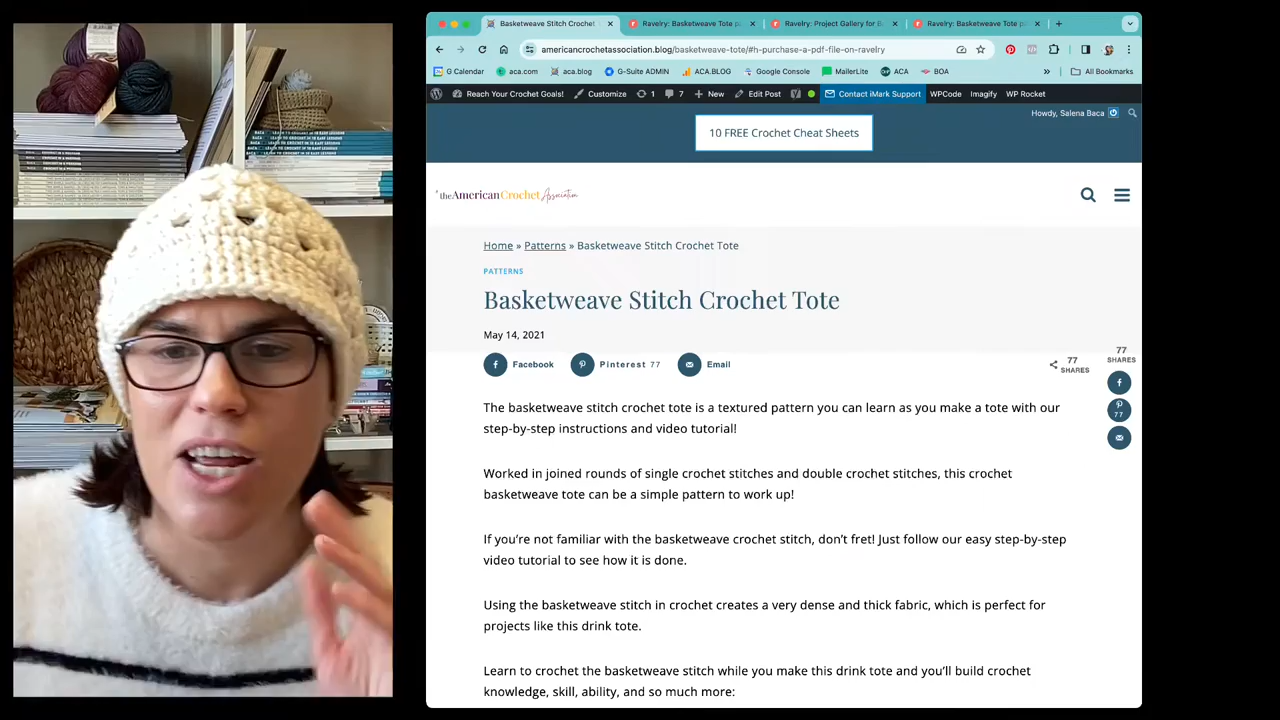 Basketweave Stitch Crochet
Ravelry: Basketweave Tote p
Ravelry: Project Gallery for B
Ravelry: Basketweave Tote p
americancrochetassociation.blog/basketweave-tote/#h-purchase-a-pdf-file-on-ravelry
G Calendar
aca.com
aca.blog
G-Suite ADMIN
ACA.BLOG
Google Console
MailerLite
ACA
BOA
All Bookmarks
Reach Your Crochet Goals!
Customize
1
7
New
Edit Post
Contact iMark Support
WPCode
Imagify
WP Rocket
Howdy, Salena Baca
10 FREE Crochet Cheat Sheets
theAmericanCrochetAssociation
Home » Patterns » Basketweave Stitch Crochet Tote
PATTERNS
Basketweave Stitch Crochet Tote
May 14, 2021
Facebook
Pinterest 77
Email
77
SHARES
77
SHARES
77
The basketweave stitch crochet tote is a textured pattern you can learn as you make a tote with our
step-by-step instructions and video tutorial!
Worked in joined rounds of single crochet stitches and double crochet stitches, this crochet
basketweave tote can be a simple pattern to work up!
If you're not familiar with the basketweave crochet stitch, don't fret! Just follow our easy step-by-step
video tutorial to see how it is done.
Using the basketweave stitch in crochet creates a very dense and thick fabric, which is perfect for
projects like this drink tote.
Learn to crochet the basketweave stitch while you make this drink tote and you'll build crochet
knowledge, skill, ability, and so much more: